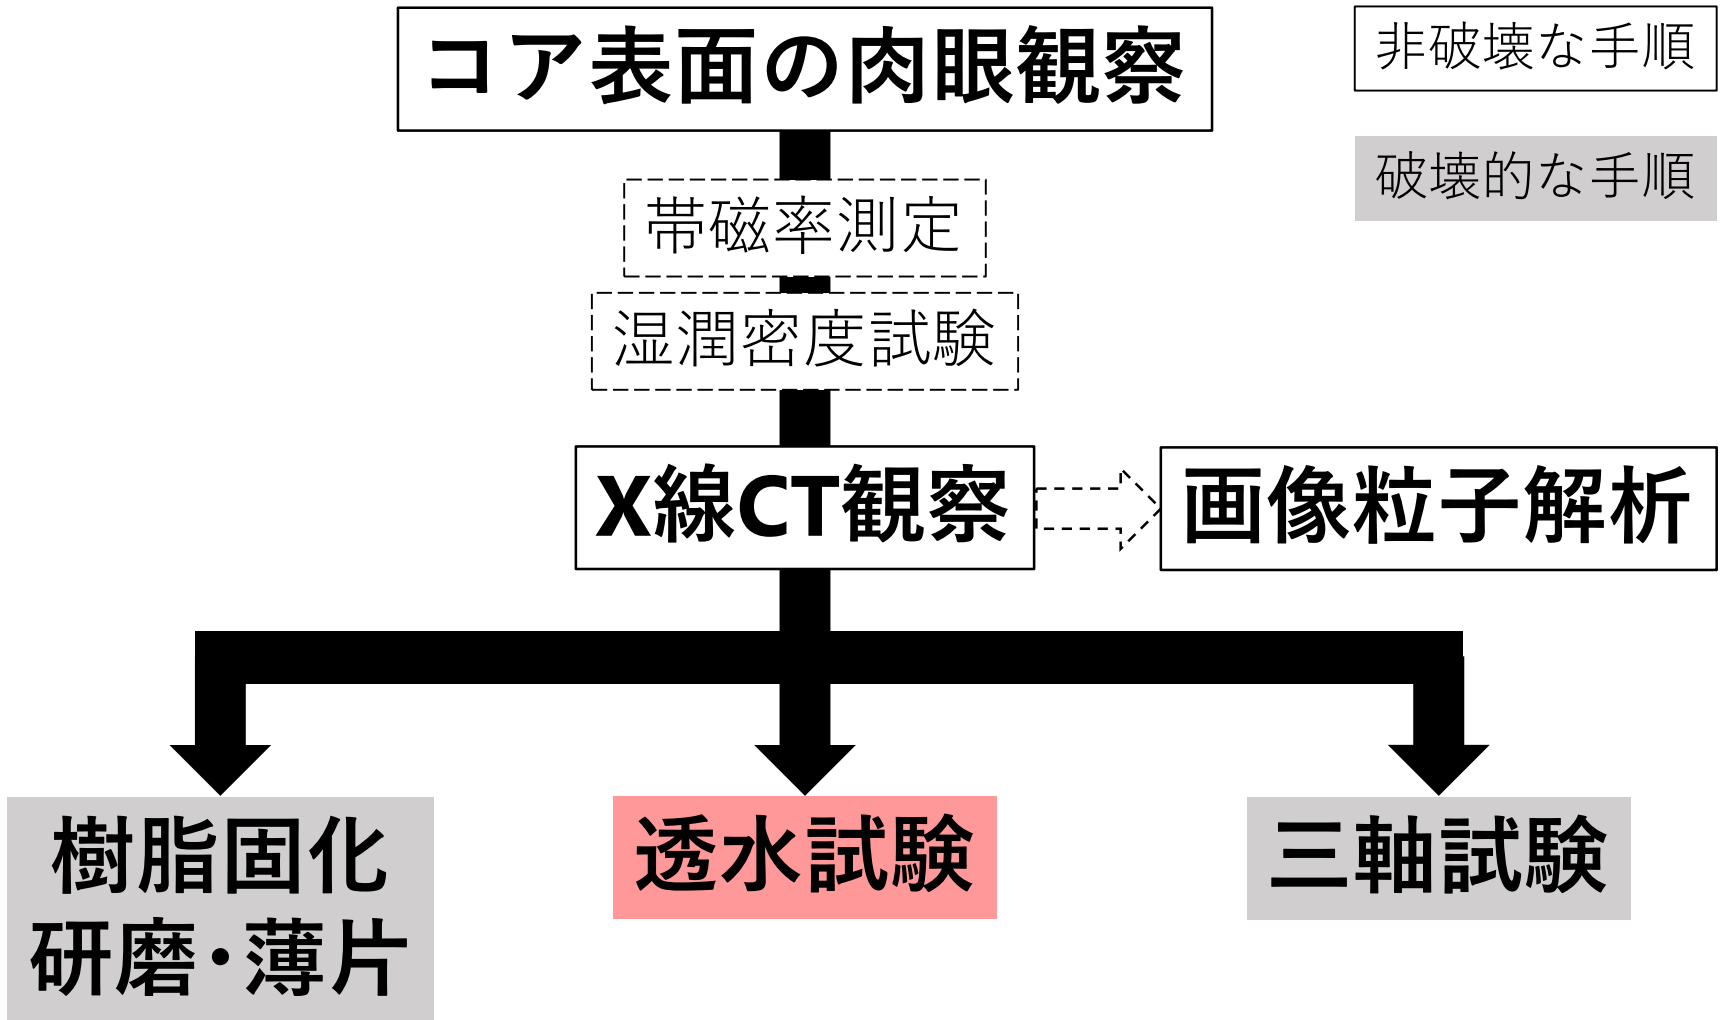 コア表面の肉眼観察
非破壊な手順
破壊的な手順
帯磁率測定
湿潤密度試験
X線CT観察
画像粒子解析
樹脂固化
研磨・薄片
透水試験
三軸試験